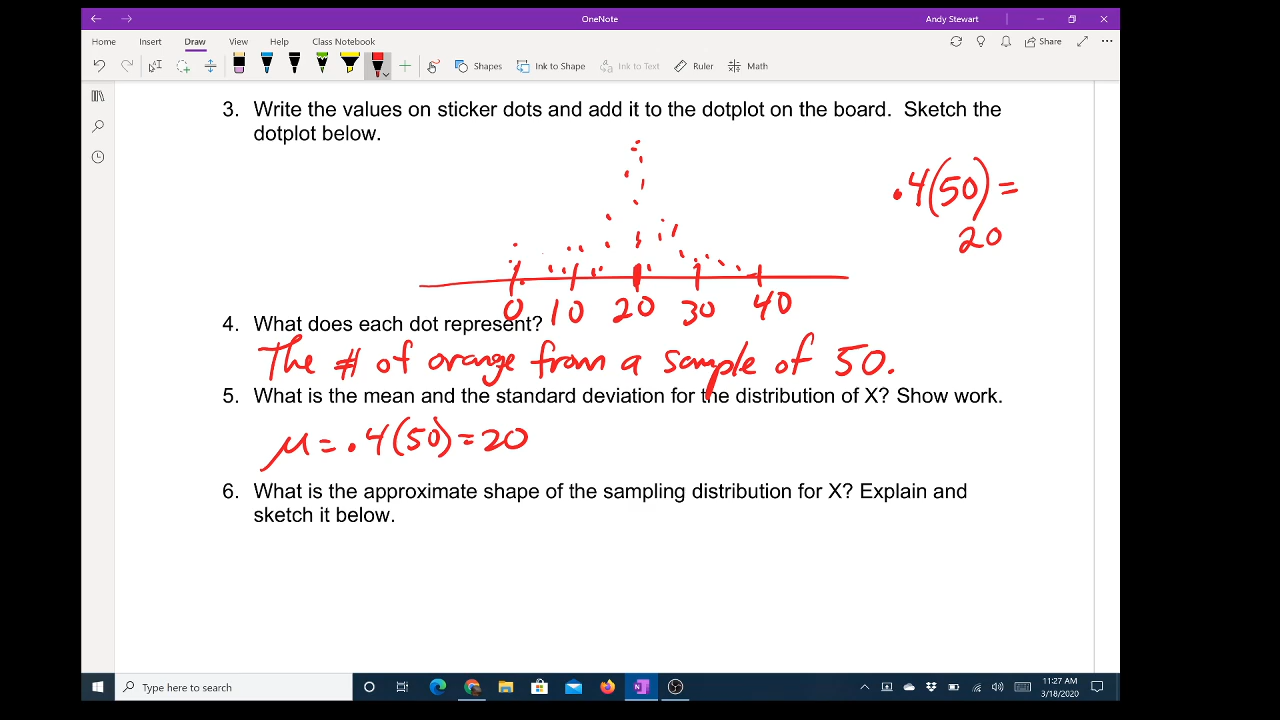 OneNote
Andy Stewart
Home Insert Draw View Help Class Notebook
Share
Shapes Ink to Shape Ink to Text Ruler Math
3. Write the values on sticker dots and add it to the dotplot on the board. Sketch the
dotplot below.
.4(50) =
20
0 10 20 30 40
4. What does each dot represent?
The # of orange from a sample of 50.
5. What is the mean and the standard deviation for the distribution of X? Show work.
μ = .4(50) = 20
6. What is the approximate shape of the sampling distribution for X? Explain and
sketch it below.
Type here to search
11:27 AM
3/18/2020